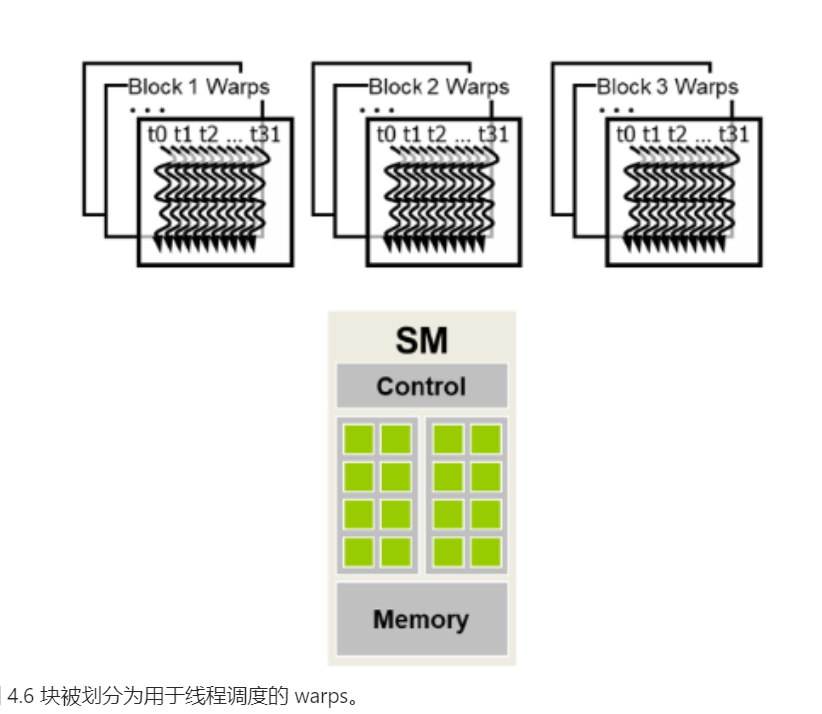 Block 1 Warps
Block 2 Warps
Block 3 Warps
...
...
...
t0 t1 t2 ... t31
t0 t1 t2 ... t31
t0 t1 t2 ... t31
SM
Control
Memory
4.6 块被划分为用于线程调度的 warps。